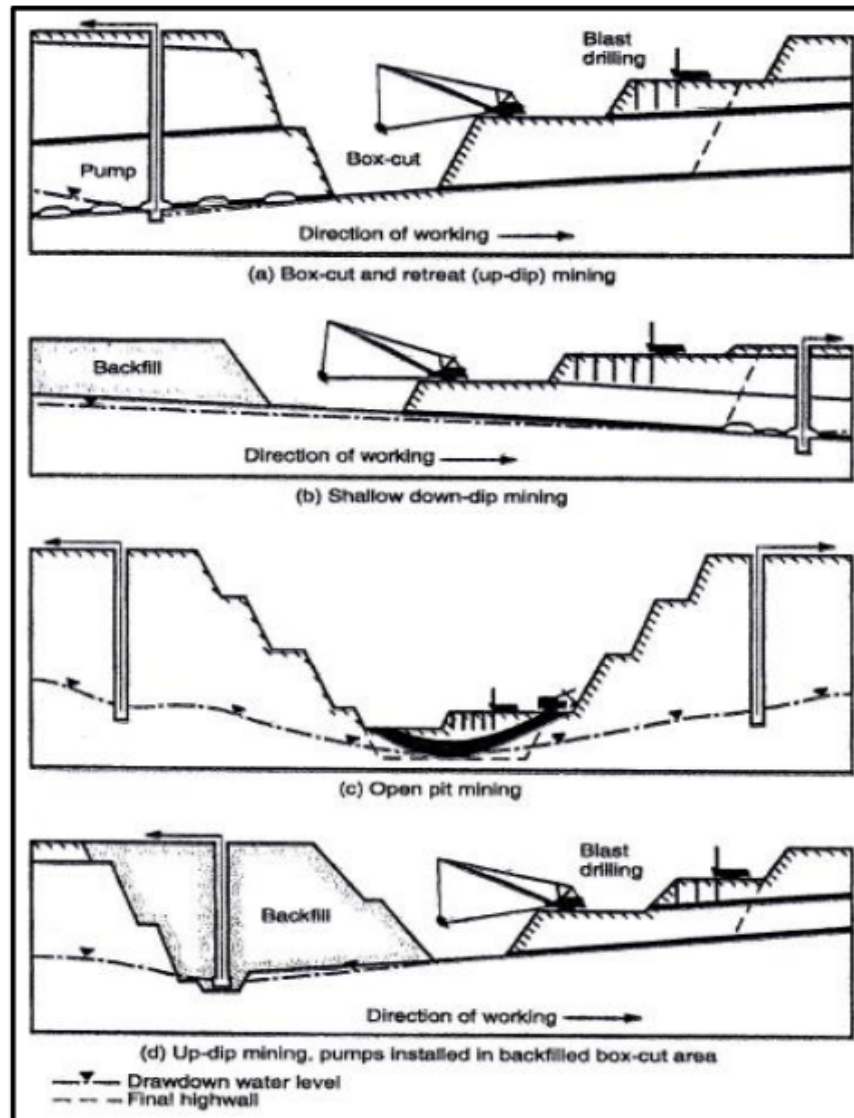 Blast
drilling
Pump
Box-cut
Direction of working
(a) Box-cut and retreat (up-dip) mining
Backfill
Direction of working
(b) Shallow down-dip mining
(c) Open pit mining
Blast
drilling
Backfill
Direction of working
(d) Up-dip mining, pumps installed in backfilled box-cut area
Drawdown water level
Final highwall